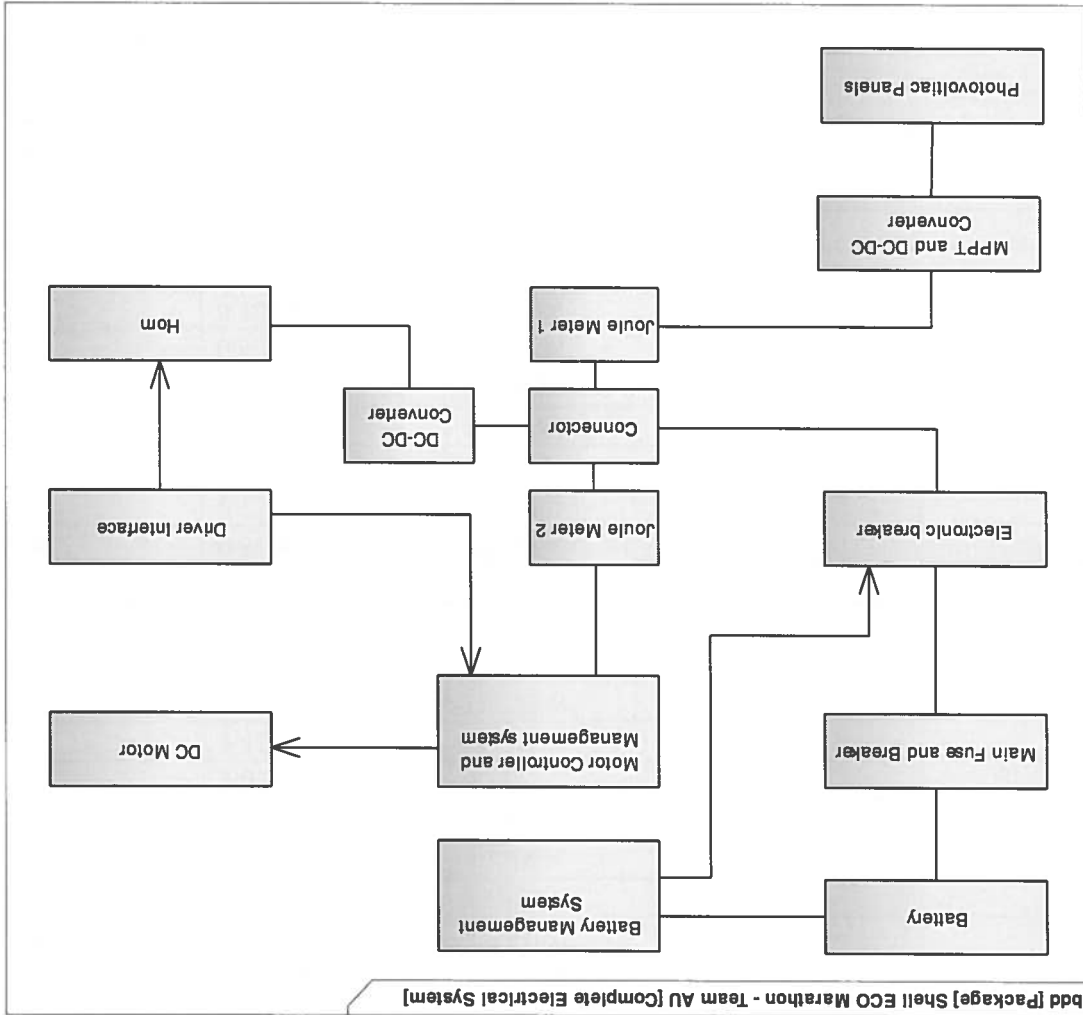 bdd [Package] Shell ECO Marathon - Team AU [Complete Electrical System]
Battery
Battery Management
System
Main Fuse and Breaker
Motor Controller and
Management system
DC Motor
Electronic breaker
Joule Meter 2
Driver Interface
Connector
DC-DC
Converter
Joule Meter 1
Horn
MPPT and DC-DC
Converter
Photovoltiac Panels